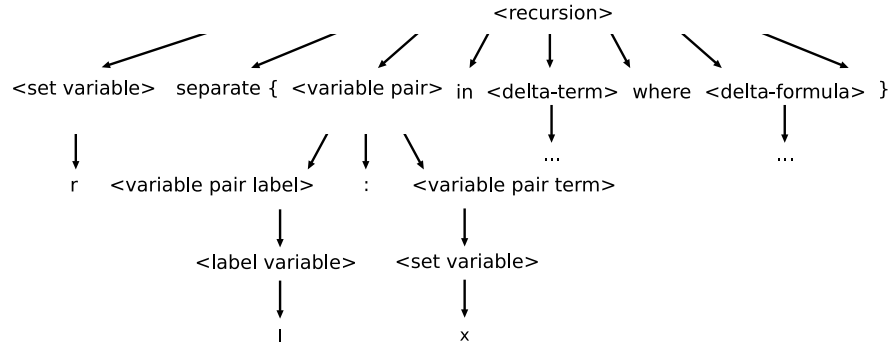 <recursion>
<set variable> separate { <variable pair> in <delta-term> where <delta-formula> }
... ...
r <variable pair label> : <variable pair term>
<label variable> <set variable>
l x